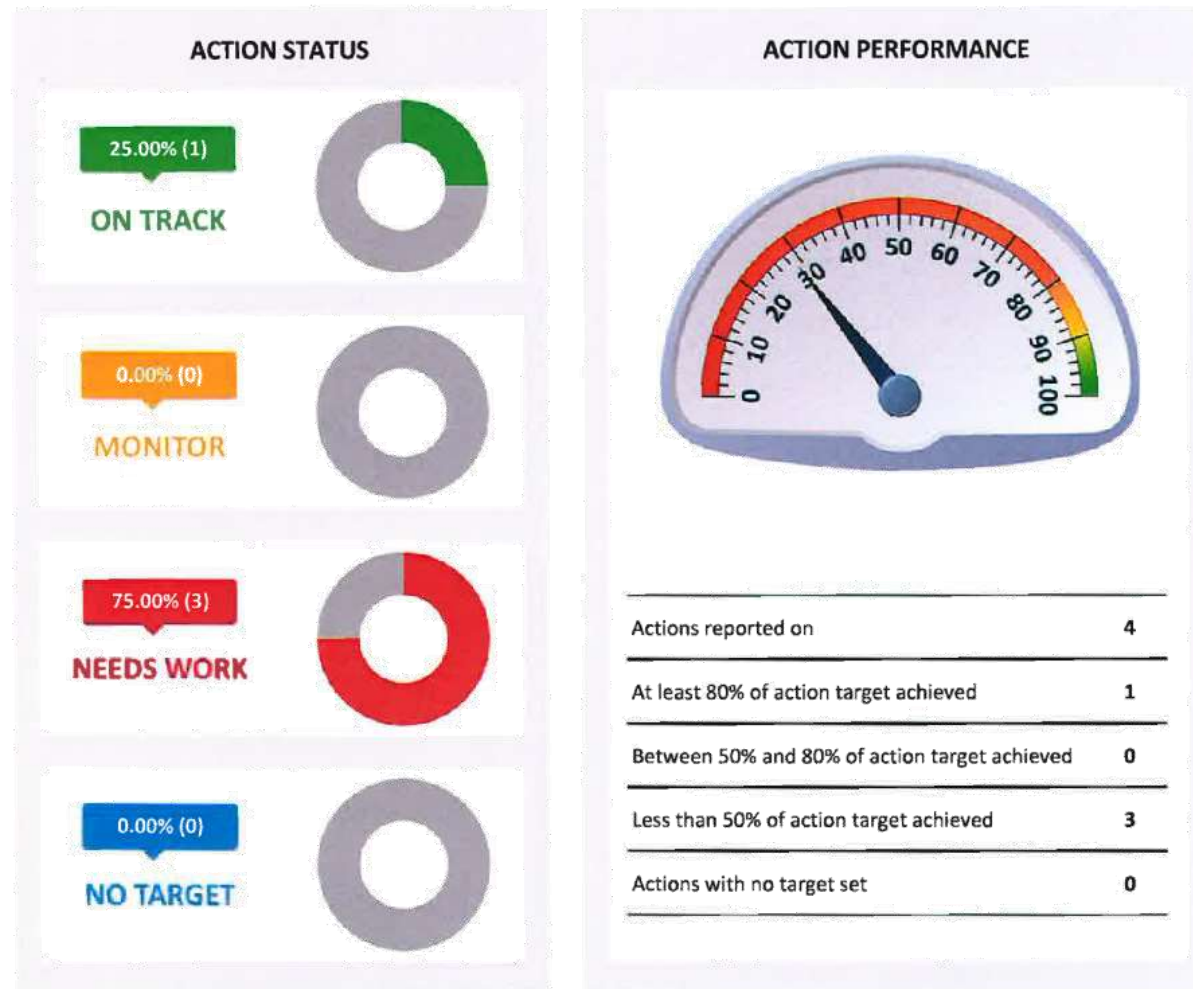 ACTION STATUS
25.00% (1)
ON TRACK
0.00% (0)
MONITOR
75.00% (3)
NEEDS WORK
0.00% (0)
NO TARGET
ACTION PERFORMANCE
0 10 20 30 40 50 60 70 80 90 100
Actions reported on 4
At least 80% of action target achieved 1
Between 50% and 80% of action target achieved 0
Less than 50% of action target achieved 3
Actions with no target set 0